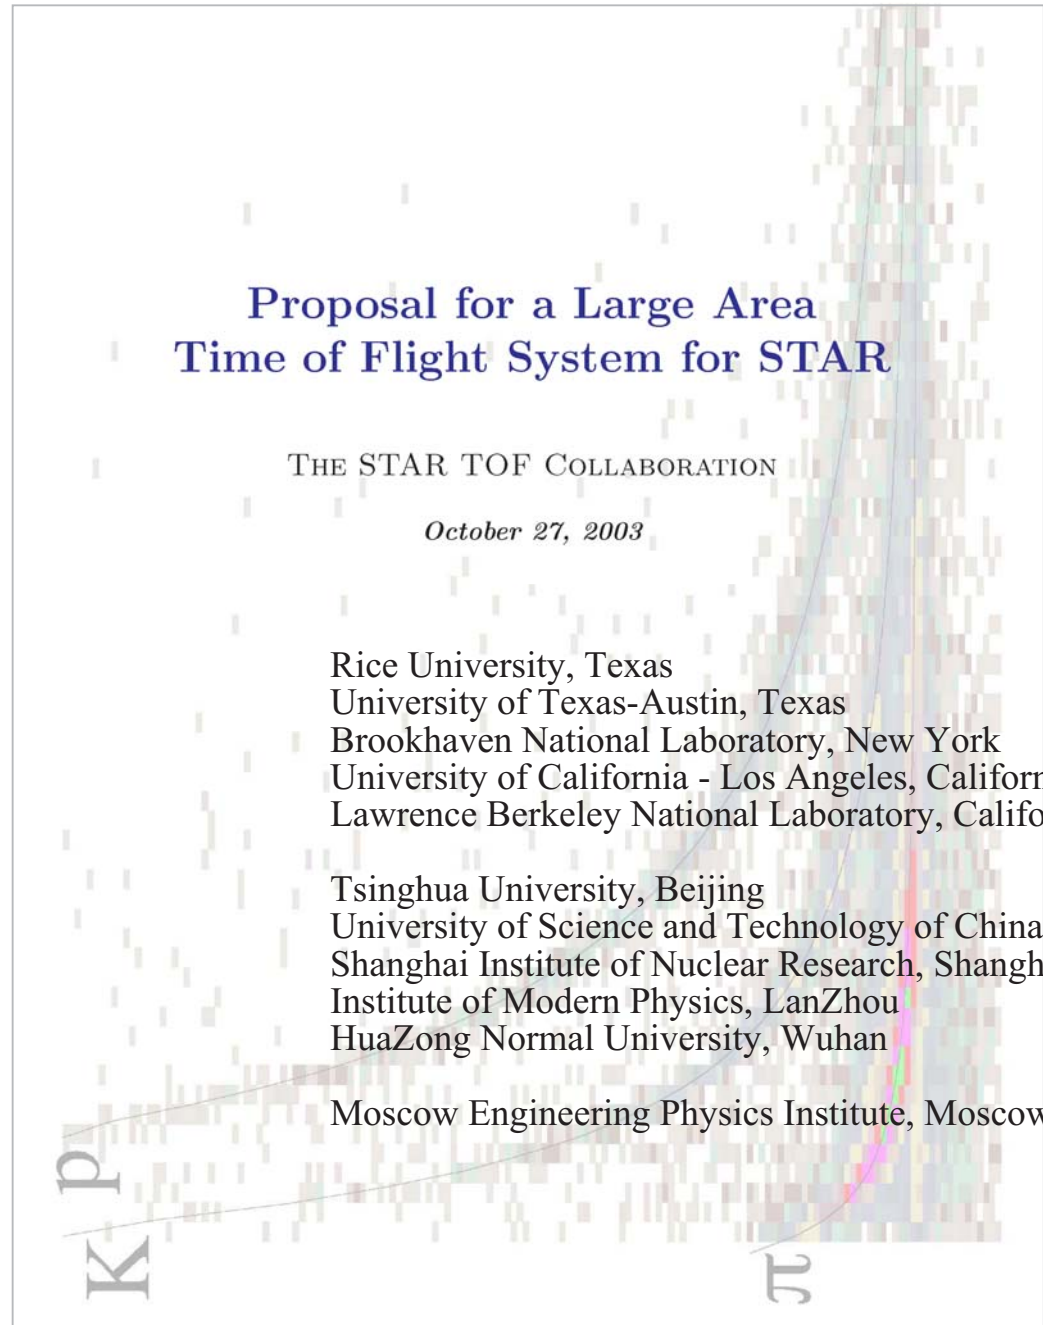 Proposal for a Large Area
Time of Flight System for STAR
THE STAR TOF COLLABORATION
October 27, 2003
Rice University, Texas
University of Texas-Austin, Texas
Brookhaven National Laboratory, New York
University of California - Los Angeles, Californ
Lawrence Berkeley National Laboratory, Califo
Tsinghua University, Beijing
University of Science and Technology of China
Shanghai Institute of Nuclear Research, Shangh
Institute of Modern Physics, LanZhou
HuaZong Normal University, Wuhan
Moscow Engineering Physics Institute, Moscow
p
K
π